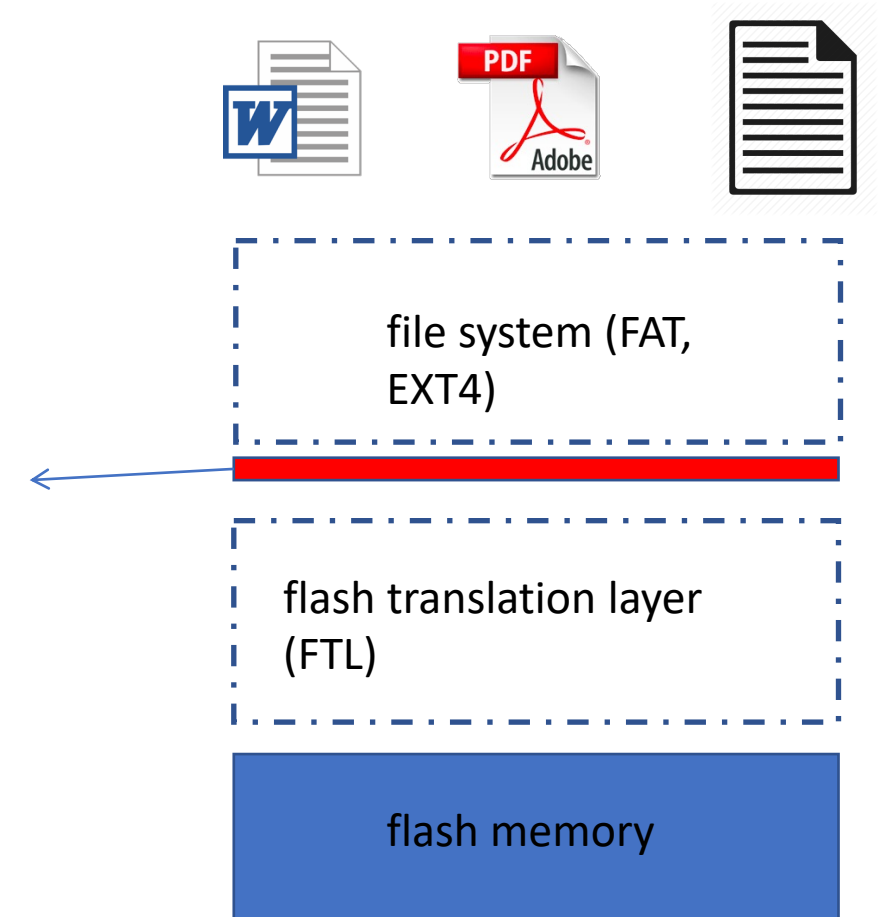 W
PDF
Adobe
file system (FAT,
EXT4)
flash translation layer
(FTL)
flash memory